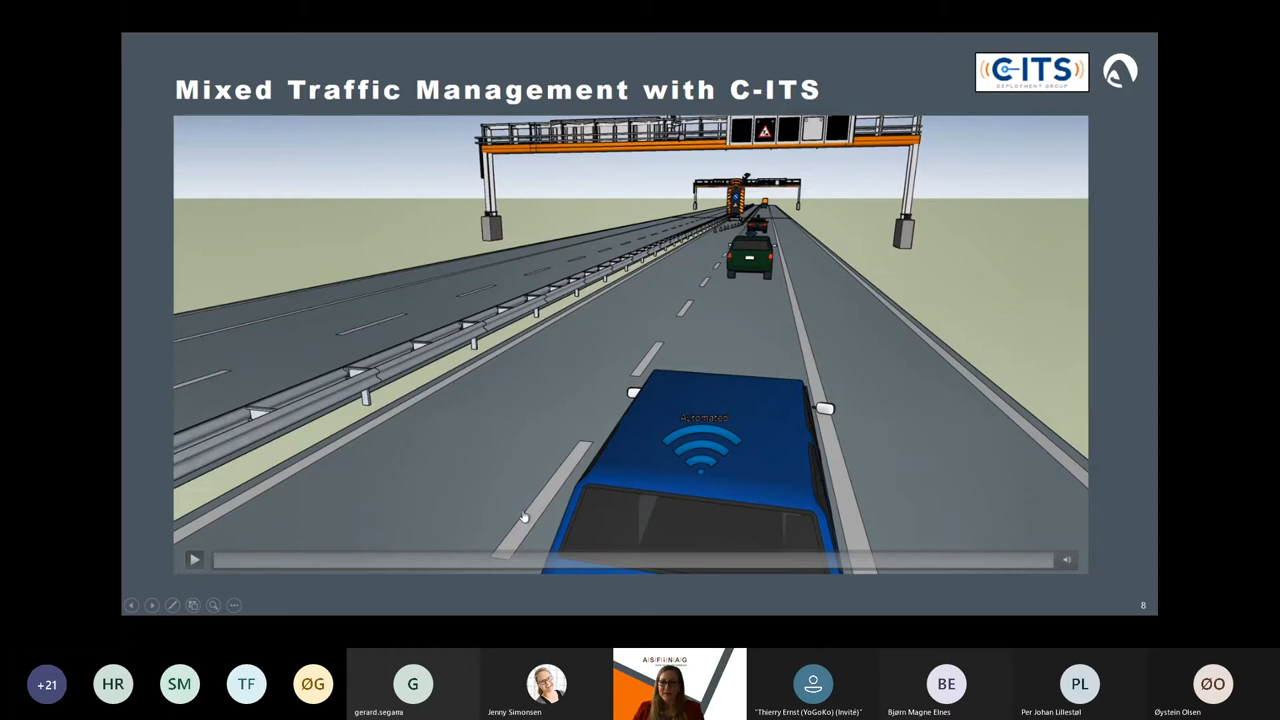 Mixed Traffic Management with C-ITS
C-ITS
DEPLOYMENT GROUP
Automated
8
+21
HR
SM
TF
ØG
G
gerard.segarra
Jenny Simonsen
ASFiNAG
"Thierry Ernst (YoGoKo) (Invité)"
BE
Bjørn Magne Elnes
PL
Per Johan Lillestøl
ØO
Øystein Olsen